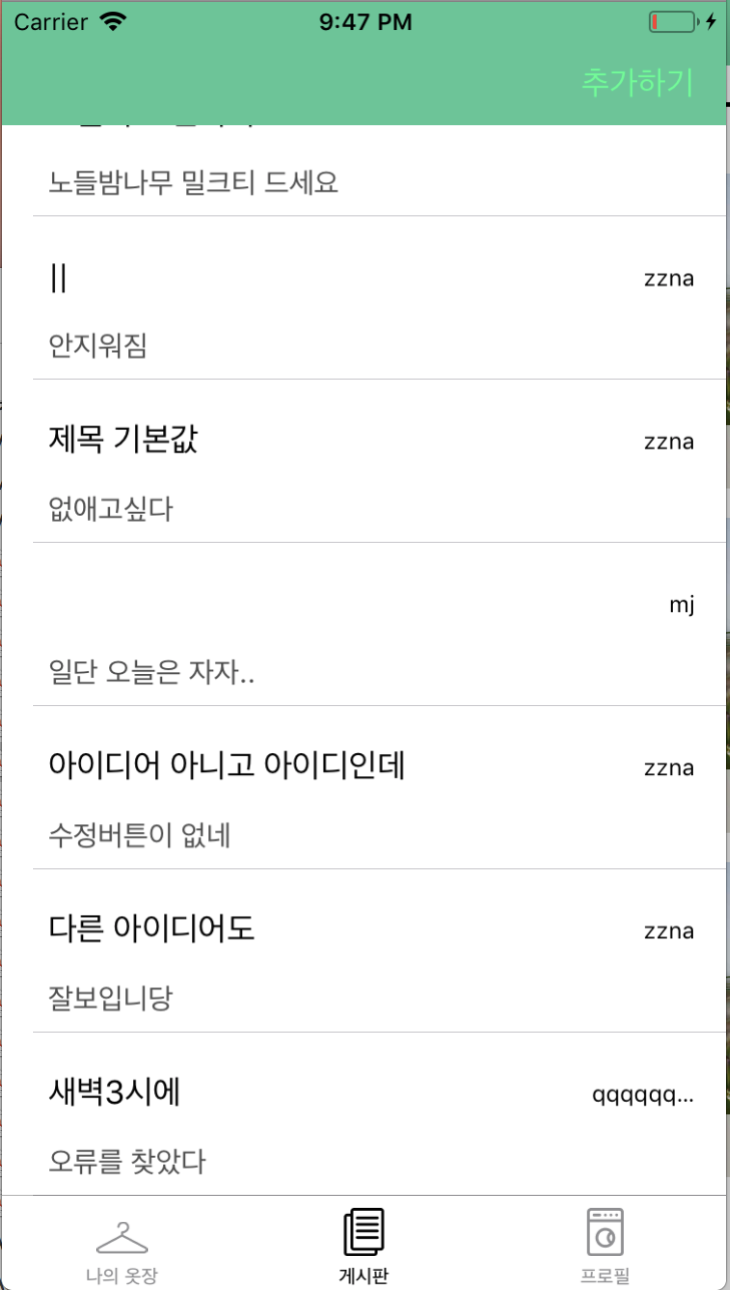 Carrier 9:47 PM
추가하기
노들밤나무 밀크티 드세요
|| zzna
안지워짐
제목 기본값 zzna
없애고싶다
mj
일단 오늘은 자자..
아이디어 아니고 아이디인데 zzna
수정버튼이 없네
다른 아이디어도 zzna
잘보입니당
새벽3시에 qqqqqq...
오류를 찾았다
나의 옷장 게시판 프로필